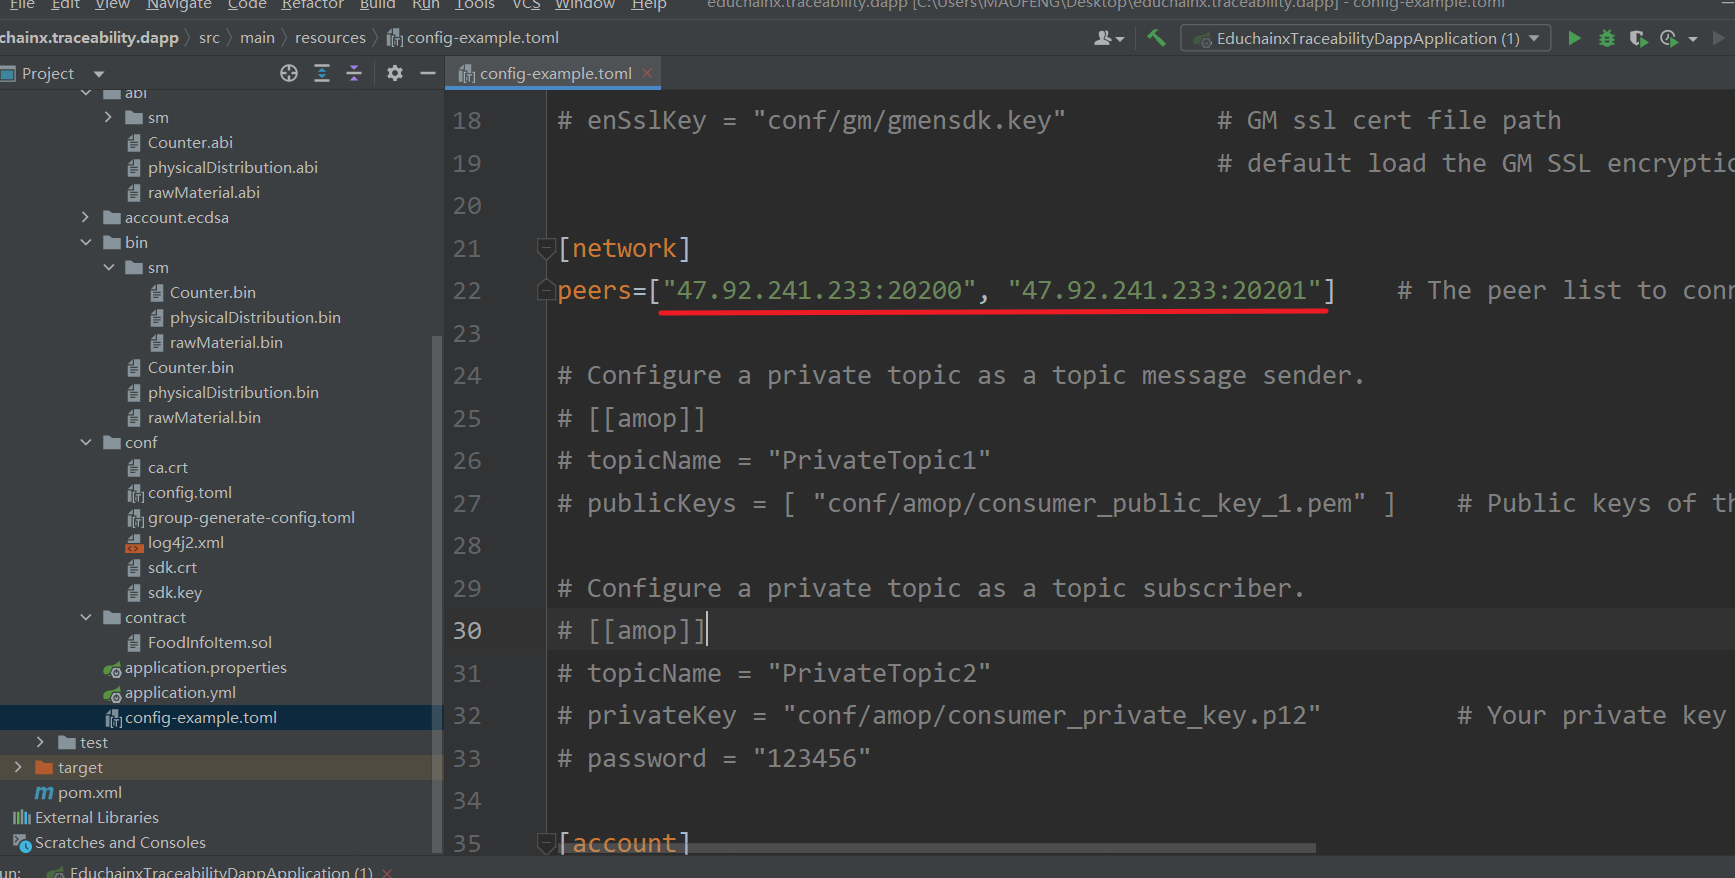 File Edit View Navigate Code Refactor Build Run Tools VCS Window Help educhainx.traceability.dapp [C:\Users\MAOFENG\Desktop\educhainx.traceability.dapp] - config-example.toml
chainx.traceability.dapp src main resources config-example.toml EduchainxTraceabilityDappApplication (1)
Project
abi
sm
Counter.abi
physicalDistribution.abi
rawMaterial.abi
account.ecdsa
bin
sm
Counter.bin
physicalDistribution.bin
rawMaterial.bin
Counter.bin
physicalDistribution.bin
rawMaterial.bin
conf
ca.crt
config.toml
group-generate-config.toml
log4j2.xml
sdk.crt
sdk.key
contract
FoodInfoItem.sol
application.properties
application.yml
config-example.toml
test
target
pom.xml
External Libraries
Scratches and Consoles
config-example.toml
18 # enSslKey = "conf/gm/gmensdk.key" # GM ssl cert file path
19 # default load the GM SSL encryptic
20
21 [network]
22 peers=["47.92.241.233:20200", "47.92.241.233:20201"] # The peer list to conn
23
24 # Configure a private topic as a topic message sender.
25 # [[amop]]
26 # topicName = "PrivateTopic1"
27 # publicKeys = [ "conf/amop/consumer_public_key_1.pem" ] # Public keys of th
28
29 # Configure a private topic as a topic subscriber.
30 # [[amop]]
31 # topicName = "PrivateTopic2"
32 # privateKey = "conf/amop/consumer_private_key.p12" # Your private key
33 # password = "123456"
34
35 [account]
un: EduchainxTraceabilityDappApplication (1)